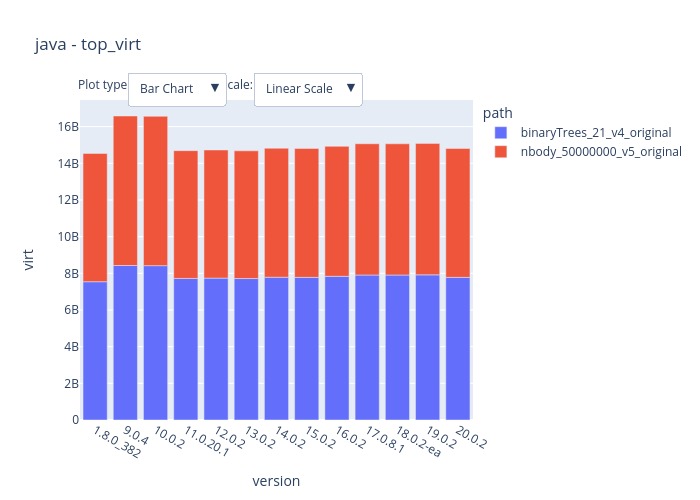 java - top_virt
Plot type
Bar Chart ▼
cale:
Linear Scale ▼
path
binaryTrees_21_v4_original
nbody_50000000_v5_original
16B
14B
12B
10B
8B
6B
4B
2B
0
virt
1.8.0_382
9.0.4
10.0.2
11.0.20.1
12.0.2
13.0.2
14.0.2
15.0.2
16.0.2
17.0.8.1
18.0.2-ea
19.0.2
20.0.2
version